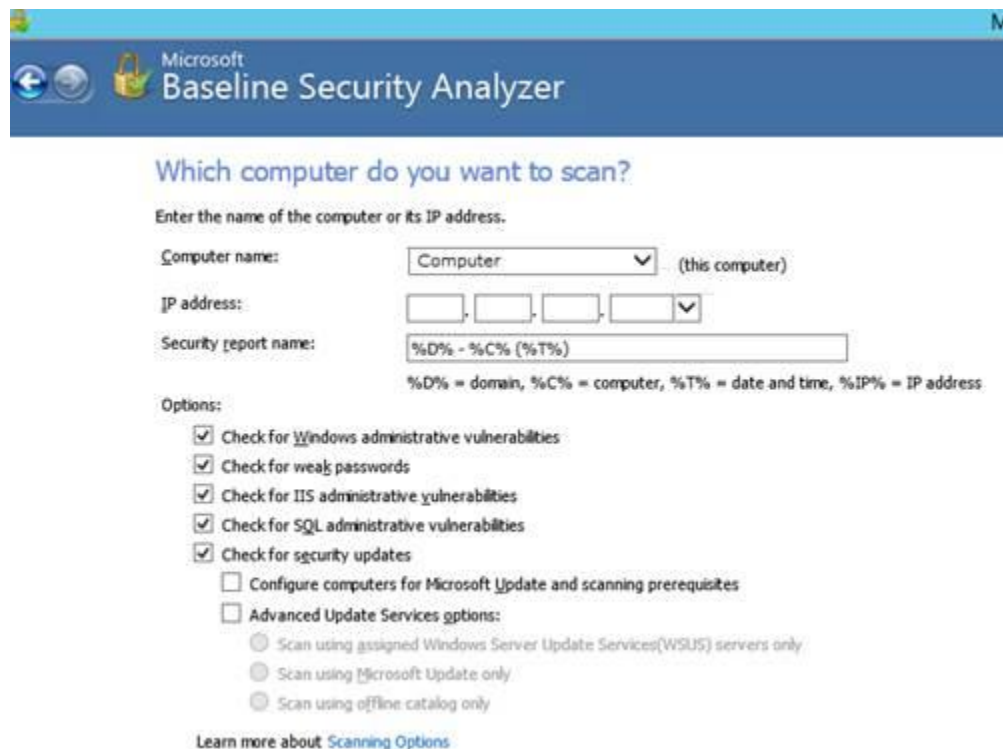 M
Microsoft
Baseline Security Analyzer
Which computer do you want to scan?
Enter the name of the computer or its IP address.
Computer name: Computer (this computer)
IP address: . . .
Security report name: %D% - %C% (%T%)
%D% = domain, %C% = computer, %T% = date and time, %IP% = IP address
Options:
Check for Windows administrative vulnerabilities
Check for weak passwords
Check for IIS administrative vulnerabilities
Check for SQL administrative vulnerabilities
Check for security updates
Configure computers for Microsoft Update and scanning prerequisites
Advanced Update Services options:
Scan using assigned Windows Server Update Services(WSUS) servers only
Scan using Microsoft Update only
Scan using offline catalog only
Learn more about Scanning Options